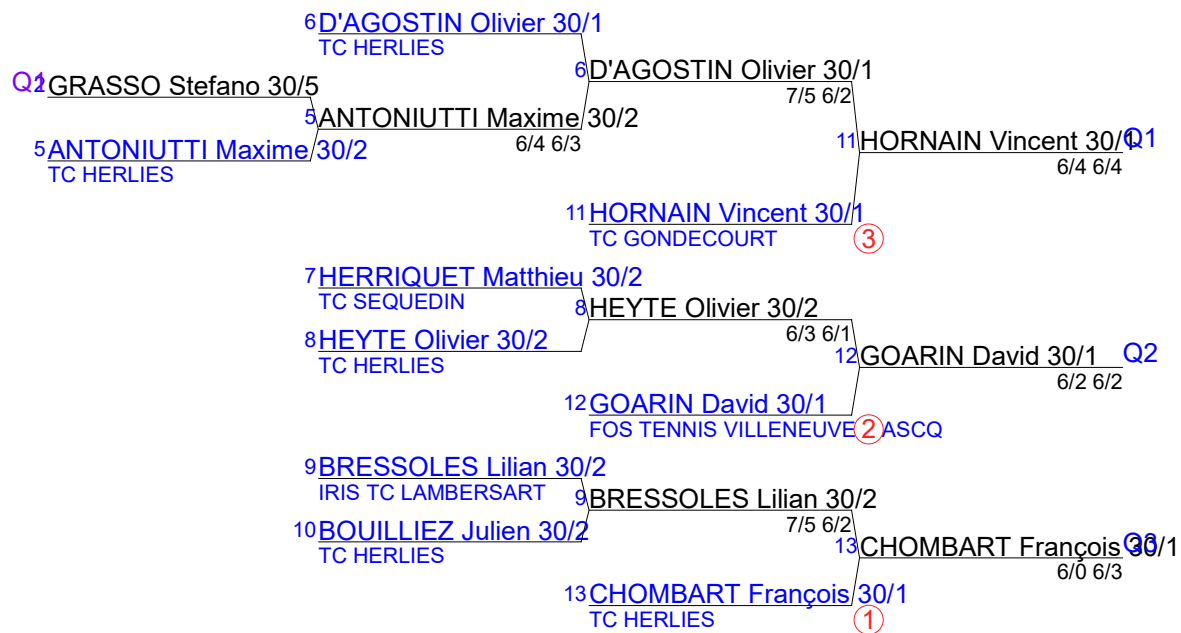 6 D'AGOSTIN Olivier 30/1
TC HERLIES
6 D'AGOSTIN Olivier 30/1
7/5 6/2
Q1
2 GRASSO Stefano 30/5
5 ANTONIUTTI Maxime 30/2
6/4 6/3
5 ANTONIUTTI Maxime 30/2
TC HERLIES
11 HORNAIN Vincent 30/1 Q1
6/4 6/4
11 HORNAIN Vincent 30/1
TC GONDECOURT
3
7 HERRIQUET Matthieu 30/2
TC SEQUEDIN
8 HEYTE Olivier 30/2
6/3 6/1
8 HEYTE Olivier 30/2
TC HERLIES
12 GOARIN David 30/1 Q2
6/2 6/2
12 GOARIN David 30/1
FOS TENNIS VILLENEUVE ASCQ
2
9 BRESSOLES Lilian 30/2
IRIS TC LAMBERSART
9 BRESSOLES Lilian 30/2
7/5 6/2
10 BOUILLIEZ Julien 30/2
TC HERLIES
13 CHOMBART François 30/1 Q3
6/0 6/3
13 CHOMBART François 30/1
TC HERLIES
1